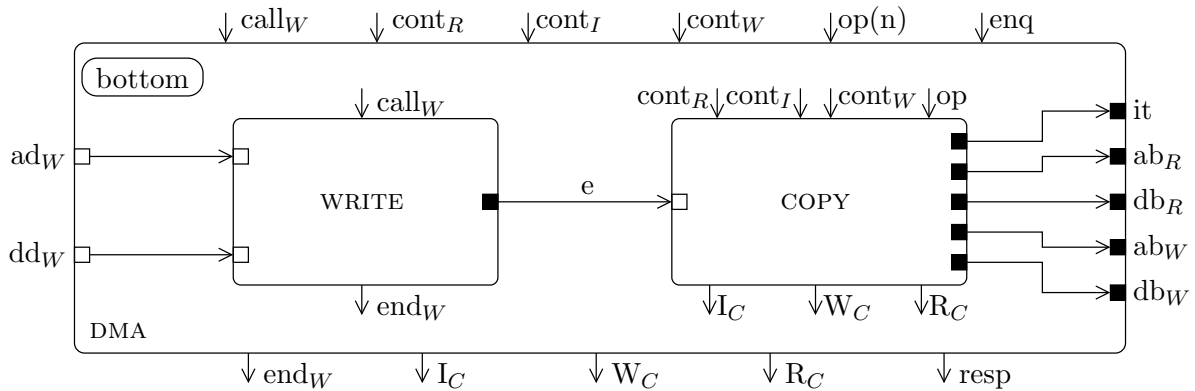 call_W cont_R cont_I cont_W op(n) enq
bottom
cont_R cont_I cont_W op
call_W
it
ad_W ab_R
WRITE e COPY db_R
dd_W ab_W
db_W
end_W I_C W_C R_C
DMA
end_W I_C W_C R_C resp